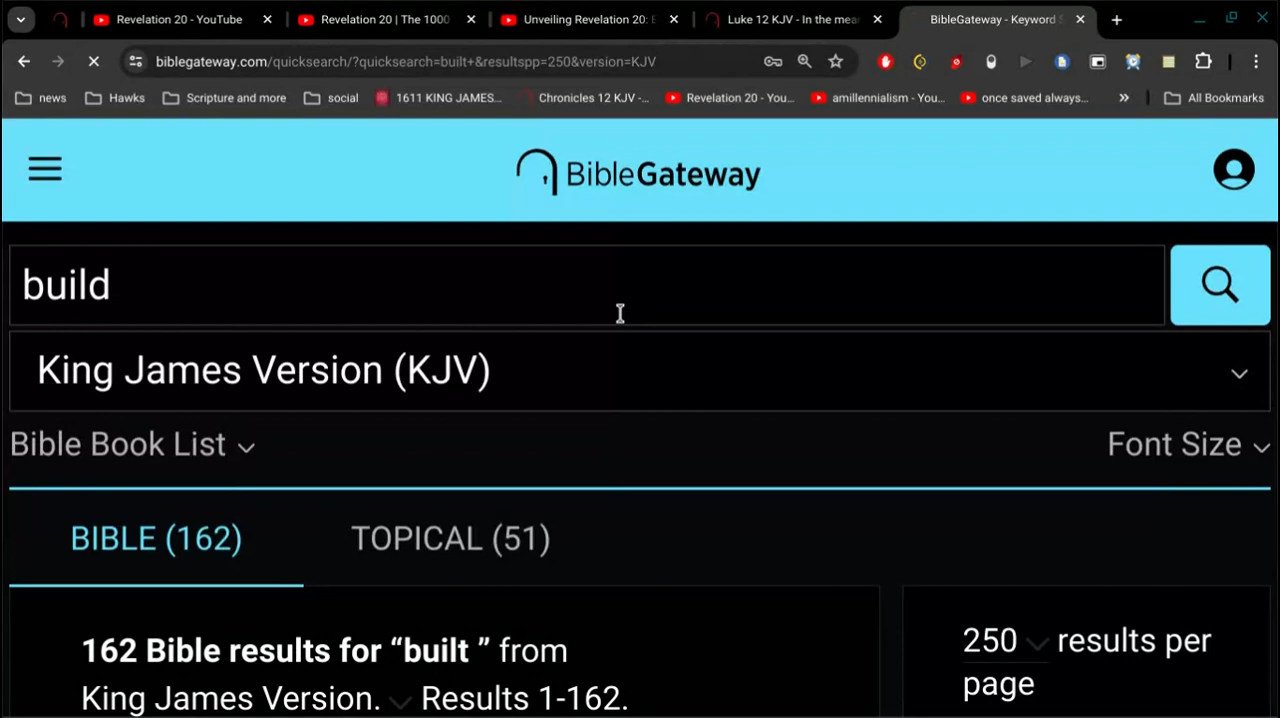 Revelation 20 - YouTube
Revelation 20 | The 1000
Unveiling Revelation 20:
Luke 12 KJV - In the mea
BibleGateway - Keyword S
biblegateway.com/quicksearch/?quicksearch=built+&resultspp=250&version=KJV
news
Hawks
Scripture and more
social
1611 KING JAMES...
Chronicles 12 KJV -...
Revelation 20 - You...
amillennialism - You...
once saved always...
All Bookmarks
BibleGateway
build
King James Version (KJV)
Bible Book List
Font Size
BIBLE (162)
TOPICAL (51)
162 Bible results for “built ” from
King James Version. Results 1-162.
250 results per
page